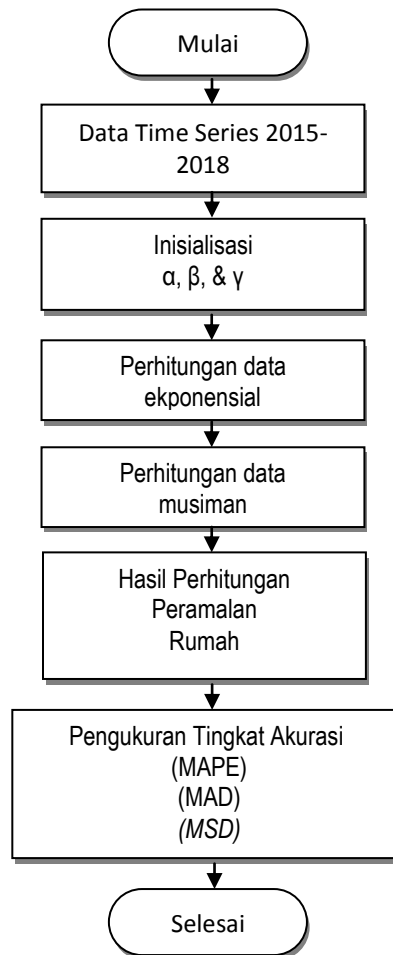 Mulai
Data Time Series 2015-
2018
Inisialisasi
α, β, & γ
Perhitungan data
ekponensial
Perhitungan data
musiman
Hasil Perhitungan
Peramalan
Rumah
Pengukuran Tingkat Akurasi
(MAPE)
(MAD)
(MSD)
Selesai